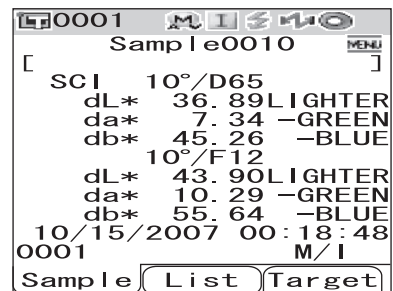 0001 M I
Sample0010 MENU
[ ]
SCI 10°/D65
dL* 36.89LIGHTER
da* 7.34 -GREEN
db* 45.26 -BLUE
10°/F12
dL* 43.90LIGHTER
da* 10.29 -GREEN
db* 55.64 -BLUE
10/15/2007 00:18:48
0001 M/I
Sample List Target